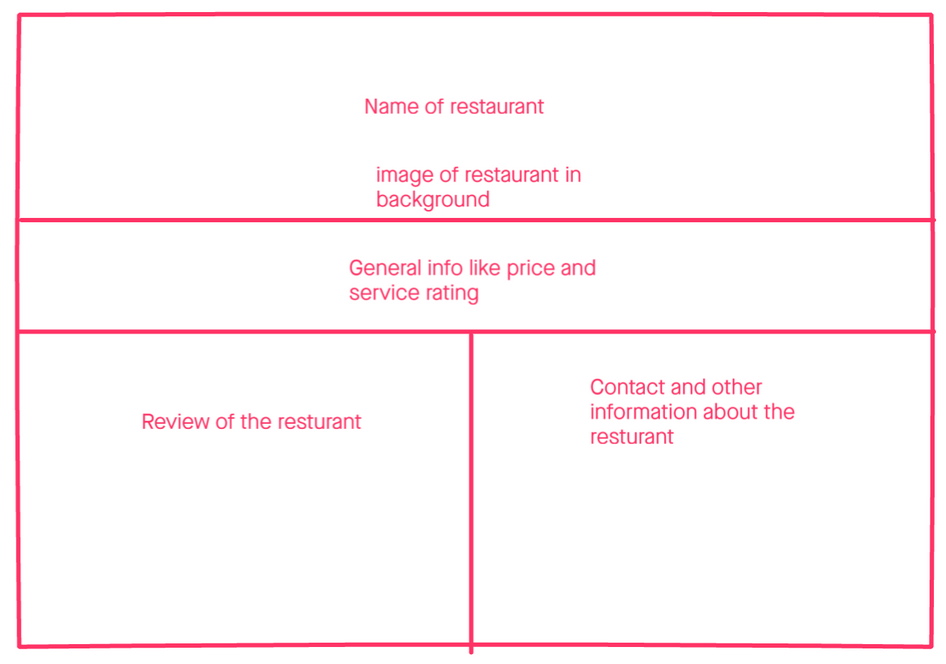 Name of restaurant
image of restaurant in
background
General info like price and
service rating
Review of the resturant
Contact and other
information about the
resturant